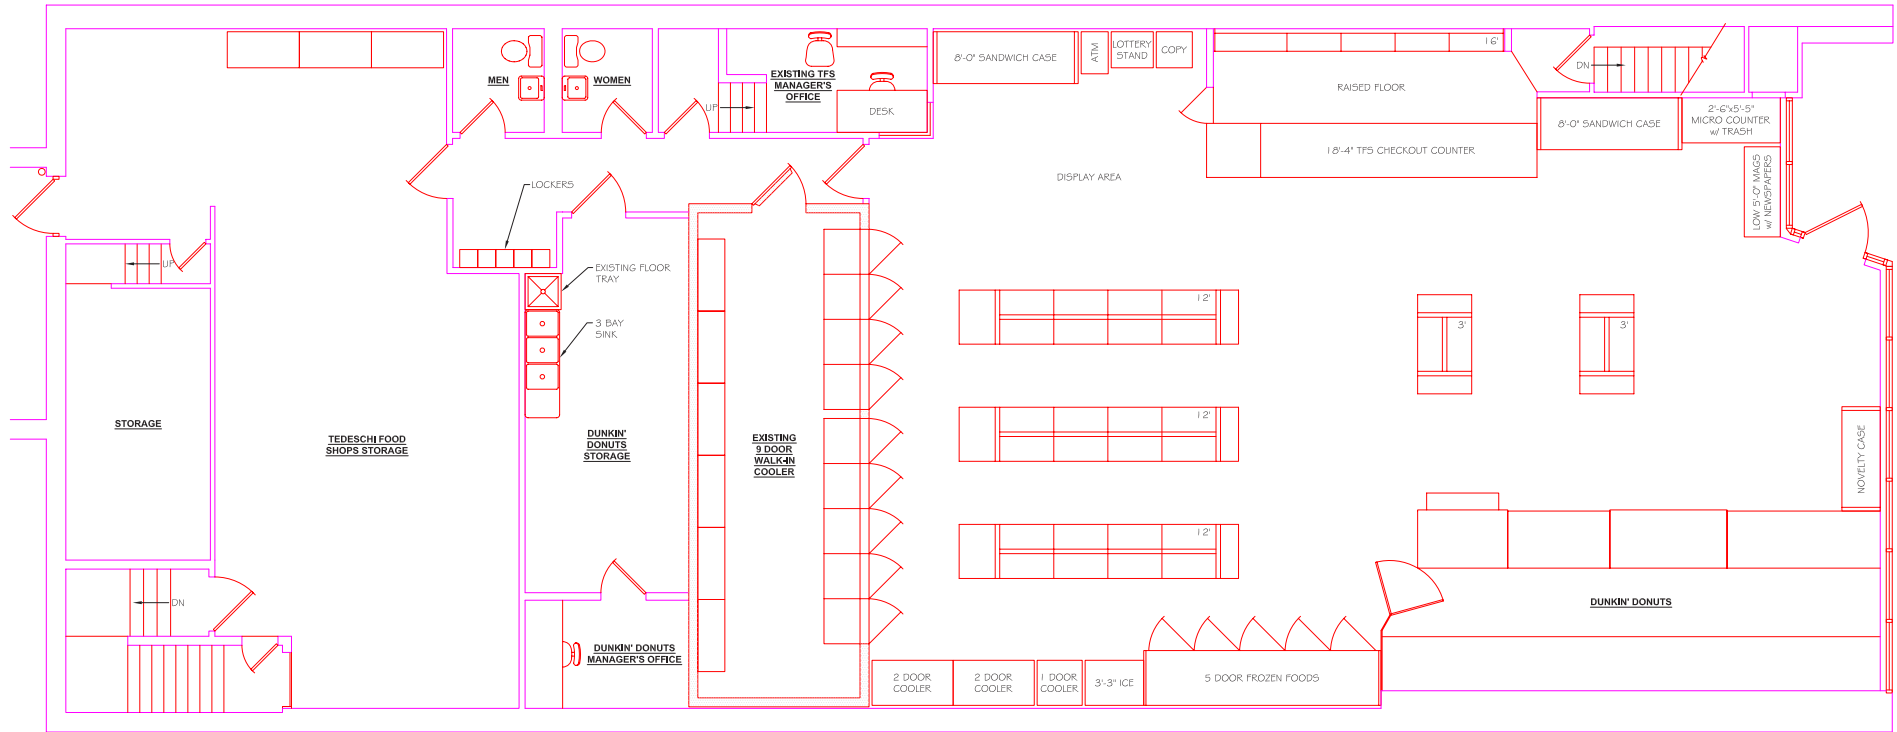 MEN
WOMEN
EXISTING TFS
MANAGER'S
OFFICE
DESK
UP
8'-0" SANDWICH CASE
ATM
LOTTERY
STAND
COPY
16'
RAISED FLOOR
18'-4" TFS CHECKOUT COUNTER
DN
8'-0" SANDWICH CASE
2'-6"x5'-5"
MICRO COUNTER
w/ TRASH
LOW 5'-0" MAGS
w/ NEWSPAPERS
DISPLAY AREA
LOCKERS
UP
EXISTING FLOOR
TRAY
3 BAY
SINK
12'
3'
3'
STORAGE
TEDESCHI FOOD
SHOPS STORAGE
DUNKIN'
DONUTS
STORAGE
EXISTING
9 DOOR
WALK-IN
COOLER
12'
NOVELTY CASE
12'
DN
DUNKIN' DONUTS
DUNKIN' DONUTS
MANAGER'S OFFICE
2 DOOR
COOLER
2 DOOR
COOLER
1 DOOR
COOLER
3'-3" ICE
5 DOOR FROZEN FOODS